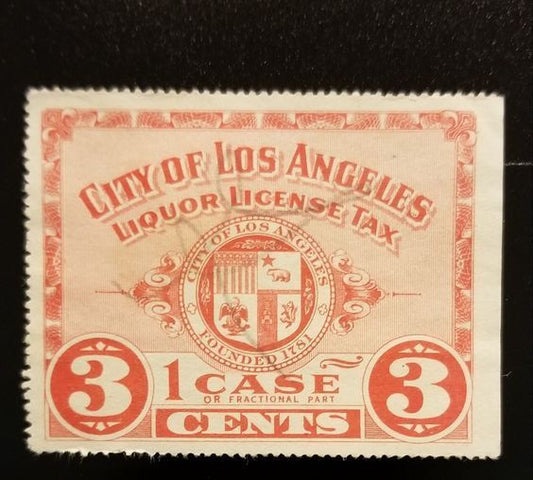 CITY OF LOS ANGELES
LIQUOR LICENSE TAX
CITY OF LOS ANGELES
FOUNDED 1781
3 1 CASE 3
OR FRACTIONAL PART
CENTS